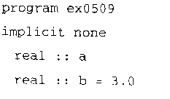 program ex0509
implicit none
real :: a
real :: b = 3.0